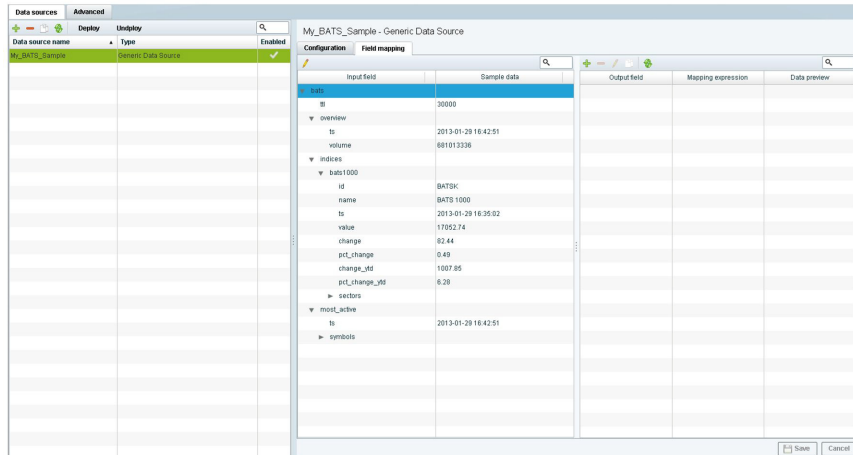 Data sources Advanced
Deploy Undploy
Data source name Type Enabled
My_BATS_Sample Generic Data Source
My_BATS_Sample - Generic Data Source
Configuration Field mapping
Input field Sample data
bats
ttl 30000
overview
ts 2013-01-29 16:42:51
volume 681013336
indices
bats1000
id BATSK
name BATS 1000
ts 2013-01-29 16:35:02
value 17052.74
change 82.44
pct_change 0.49
change_ytd 1007.85
pct_change_ytd 6.28
sectors
most_active
ts 2013-01-29 16:42:51
symbols
Output field Mapping expression Data preview
Save Cancel